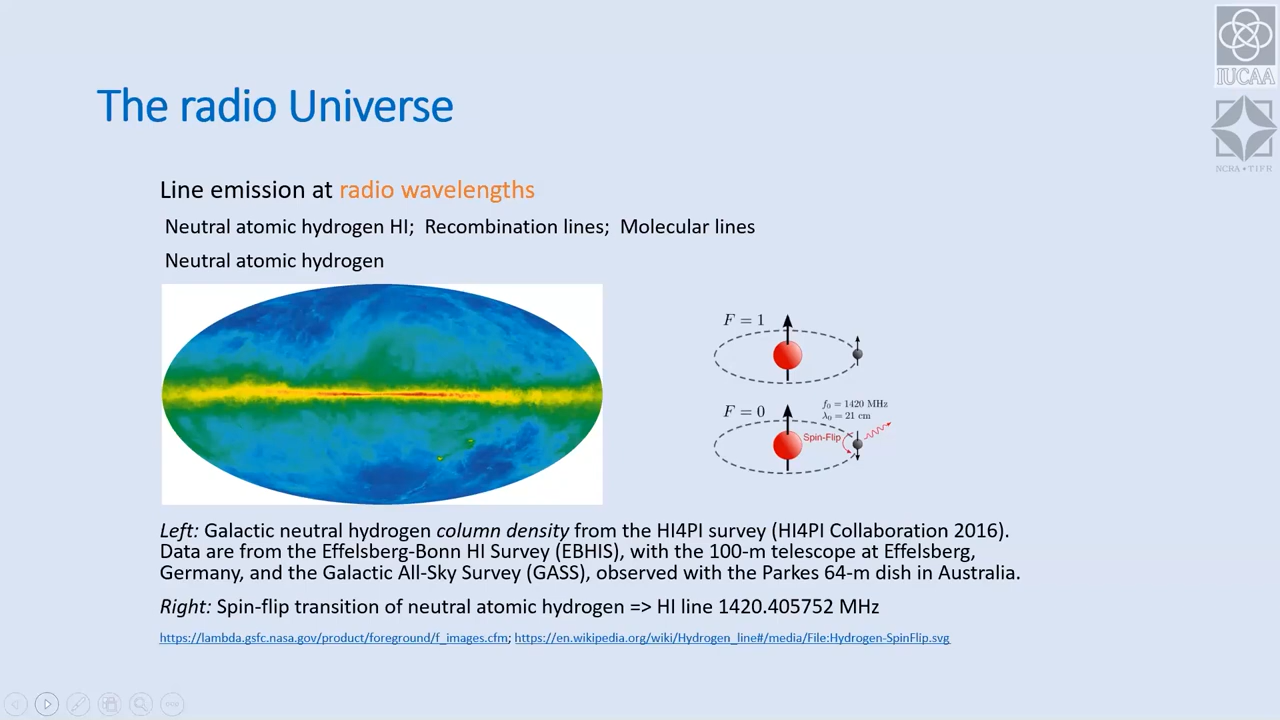 IUCAA
The radio Universe
NCRA • TIFR
Line emission at radio wavelengths
Neutral atomic hydrogen HI; Recombination lines; Molecular lines
Neutral atomic hydrogen
F = 1
F = 0
f₀ = 1420 MHz
λ₀ = 21 cm
Spin-Flip
Left: Galactic neutral hydrogen column density from the HI4PI survey (HI4PI Collaboration 2016).
Data are from the Effelsberg-Bonn HI Survey (EBHIS), with the 100-m telescope at Effelsberg,
Germany, and the Galactic All-Sky Survey (GASS), observed with the Parkes 64-m dish in Australia.
Right: Spin-flip transition of neutral atomic hydrogen => HI line 1420.405752 MHz
https://lambda.gsfc.nasa.gov/product/foreground/f_images.cfm; https://en.wikipedia.org/wiki/Hydrogen_line#/media/File:Hydrogen-SpinFlip.svg